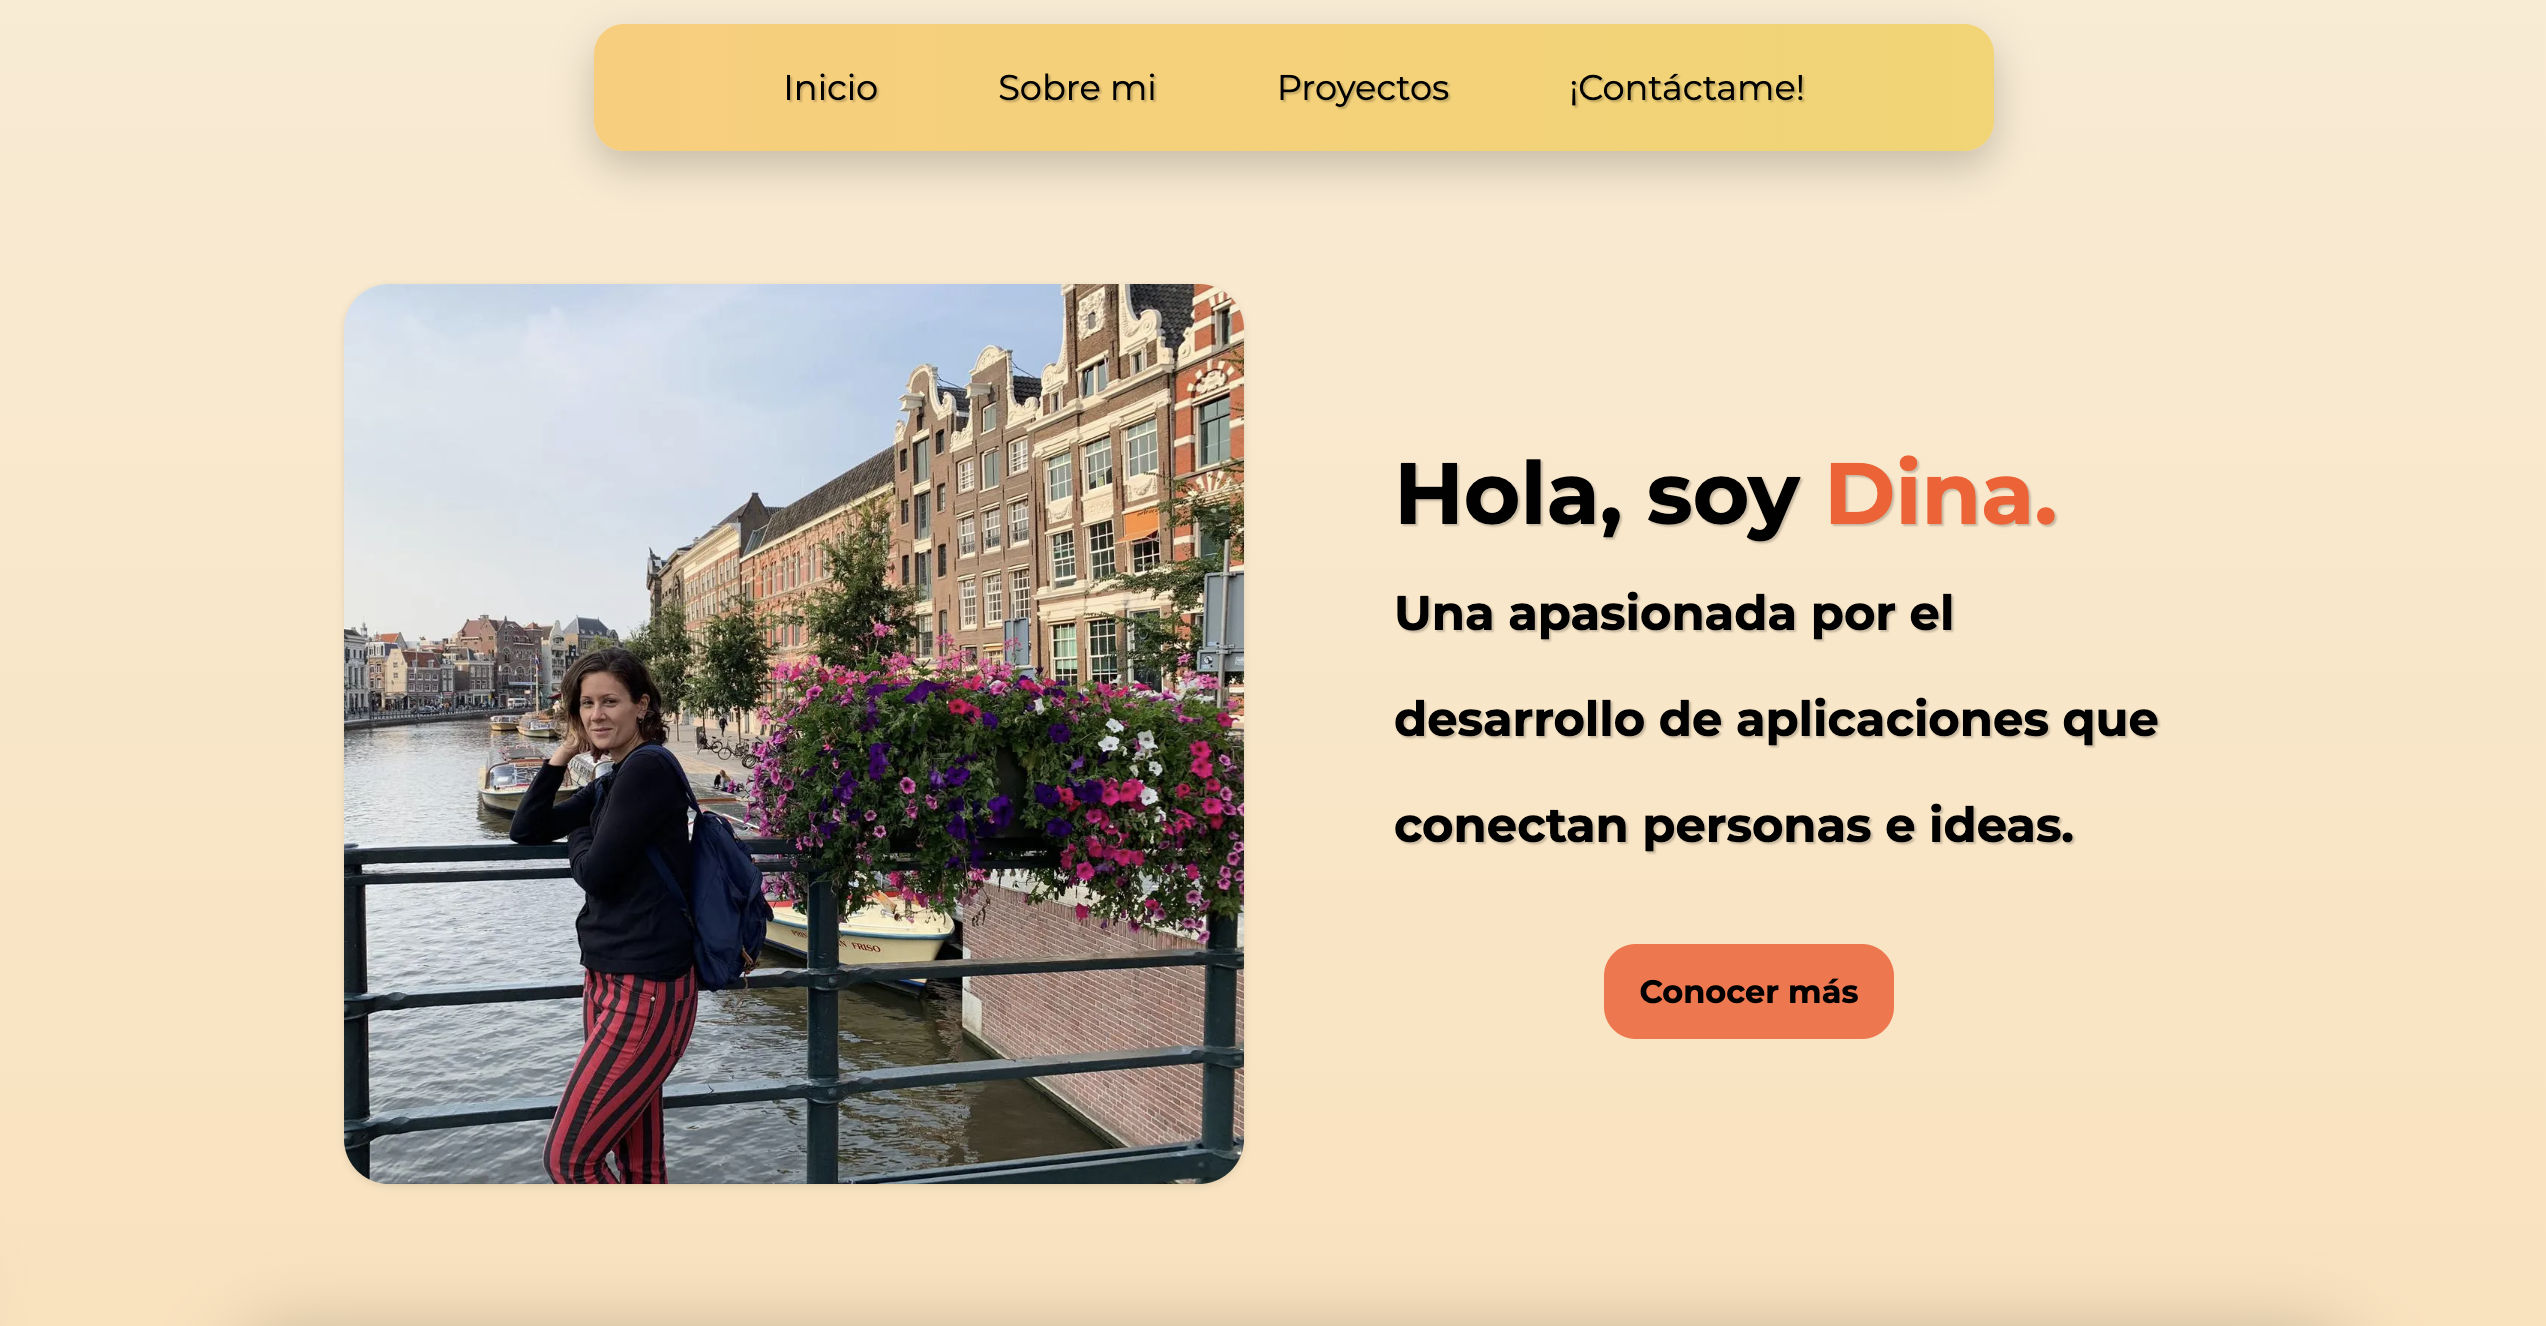 Inicio Sobre mi Proyectos ¡Contáctame!
Hola, soy Dina.
Una apasionada por el
desarrollo de aplicaciones que
conectan personas e ideas.
FRISO
Conocer más